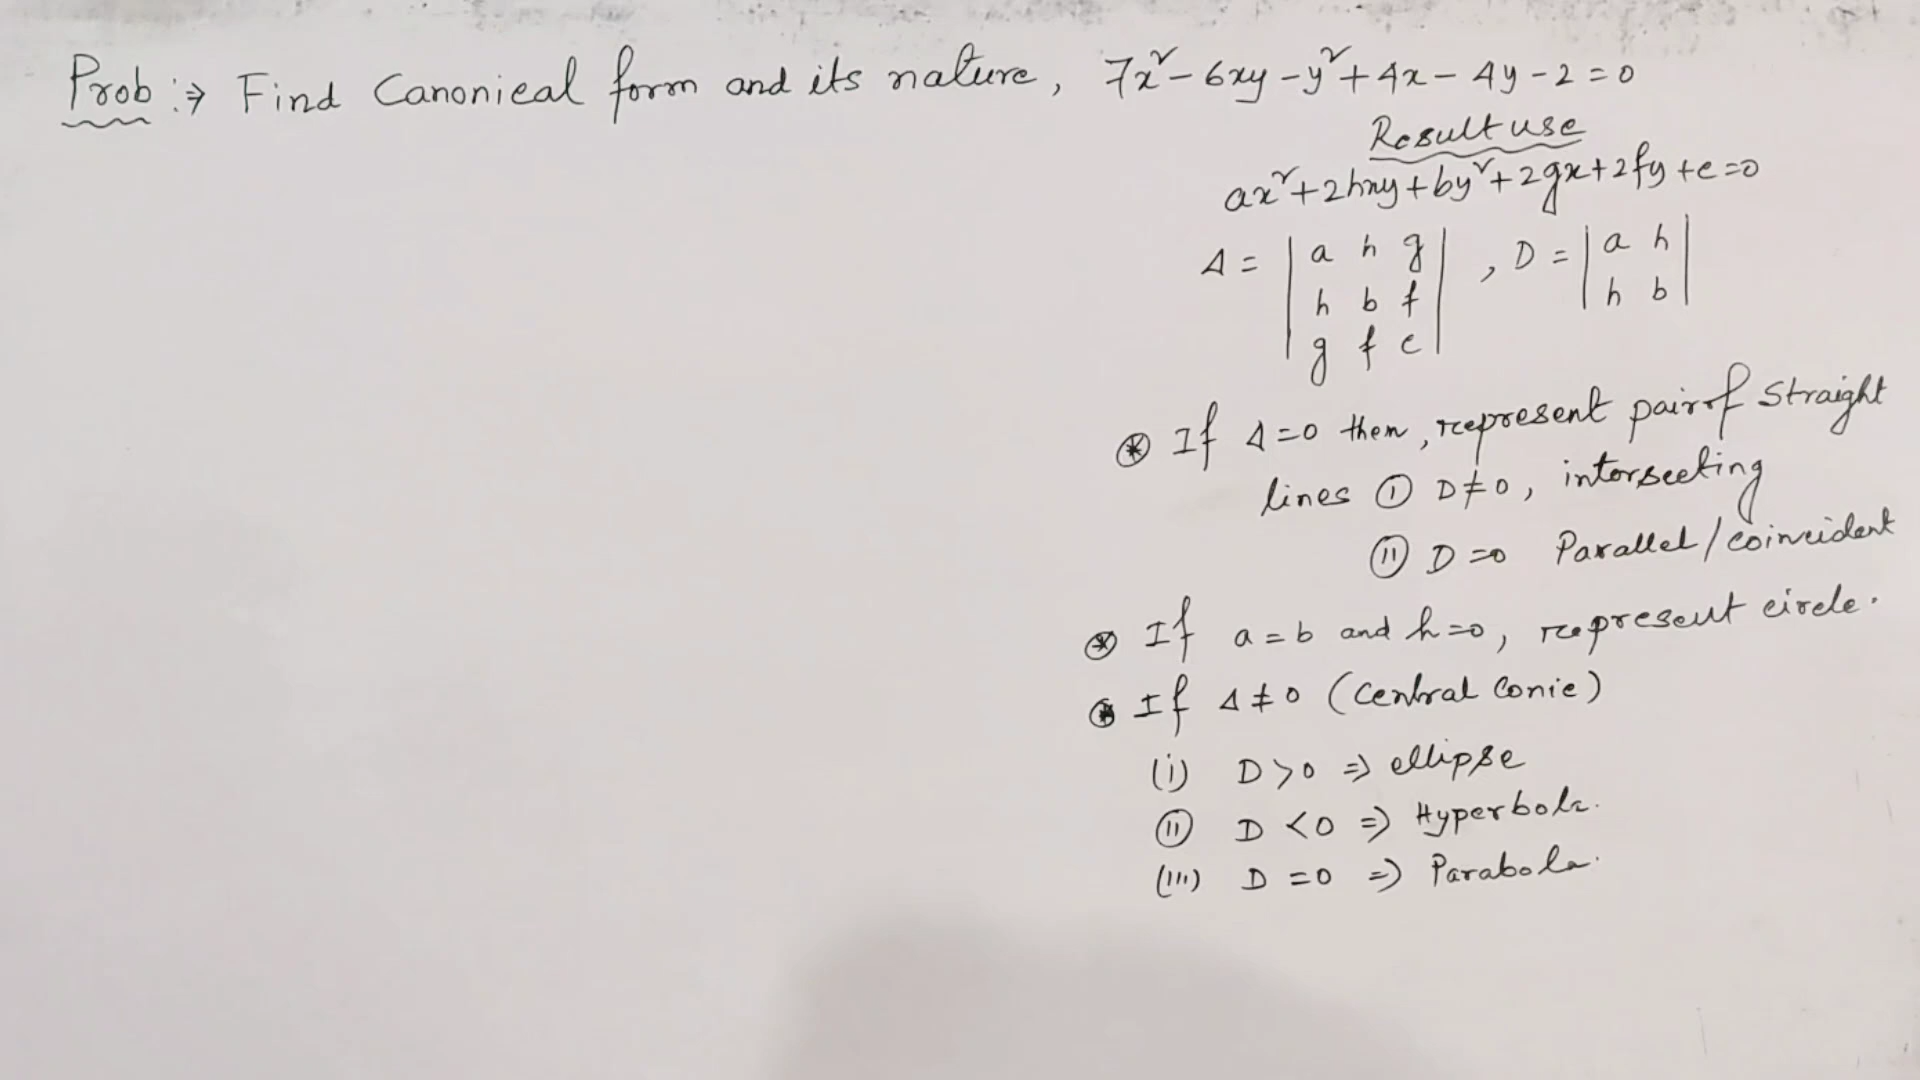 Prob :→ Find Canonical form and its nature, 7x² - 6xy - y² + 4x - 4y - 2 = 0
Result use
ax² + 2hxy + by² + 2gx + 2fy + c = 0
Δ = | a h g | , D = | a h |
| h b f | | h b |
| g f c |
⊛ If Δ = 0 then, represent pair of straight
lines ① D ≠ 0, intersecting
② D = 0 Parallel / coincident
⊛ If a = b and h = 0, represent circle.
⊛ If Δ ≠ 0 (Central Conic)
(i) D > 0 ⇒ ellipse
(ii) D < 0 ⇒ Hyperbola.
(iii) D = 0 ⇒ Parabola.